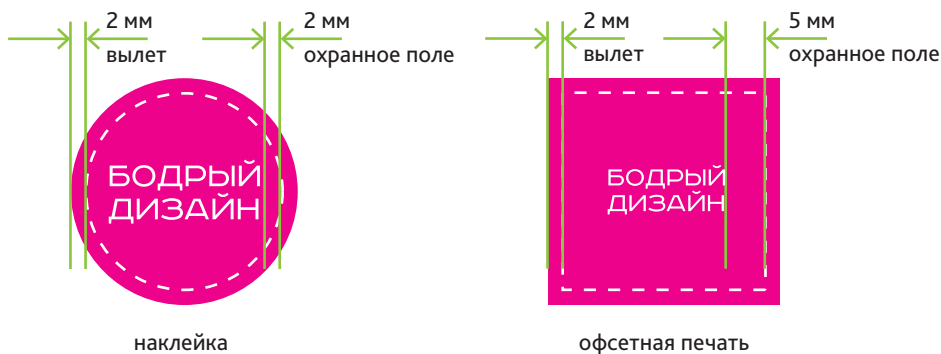 2 мм
вылет
2 мм
охранное поле
БОДРЫЙ
ДИЗАЙН
наклейка
2 мм
вылет
5 мм
охранное поле
БОДРЫЙ
ДИЗАЙН
офсетная печать